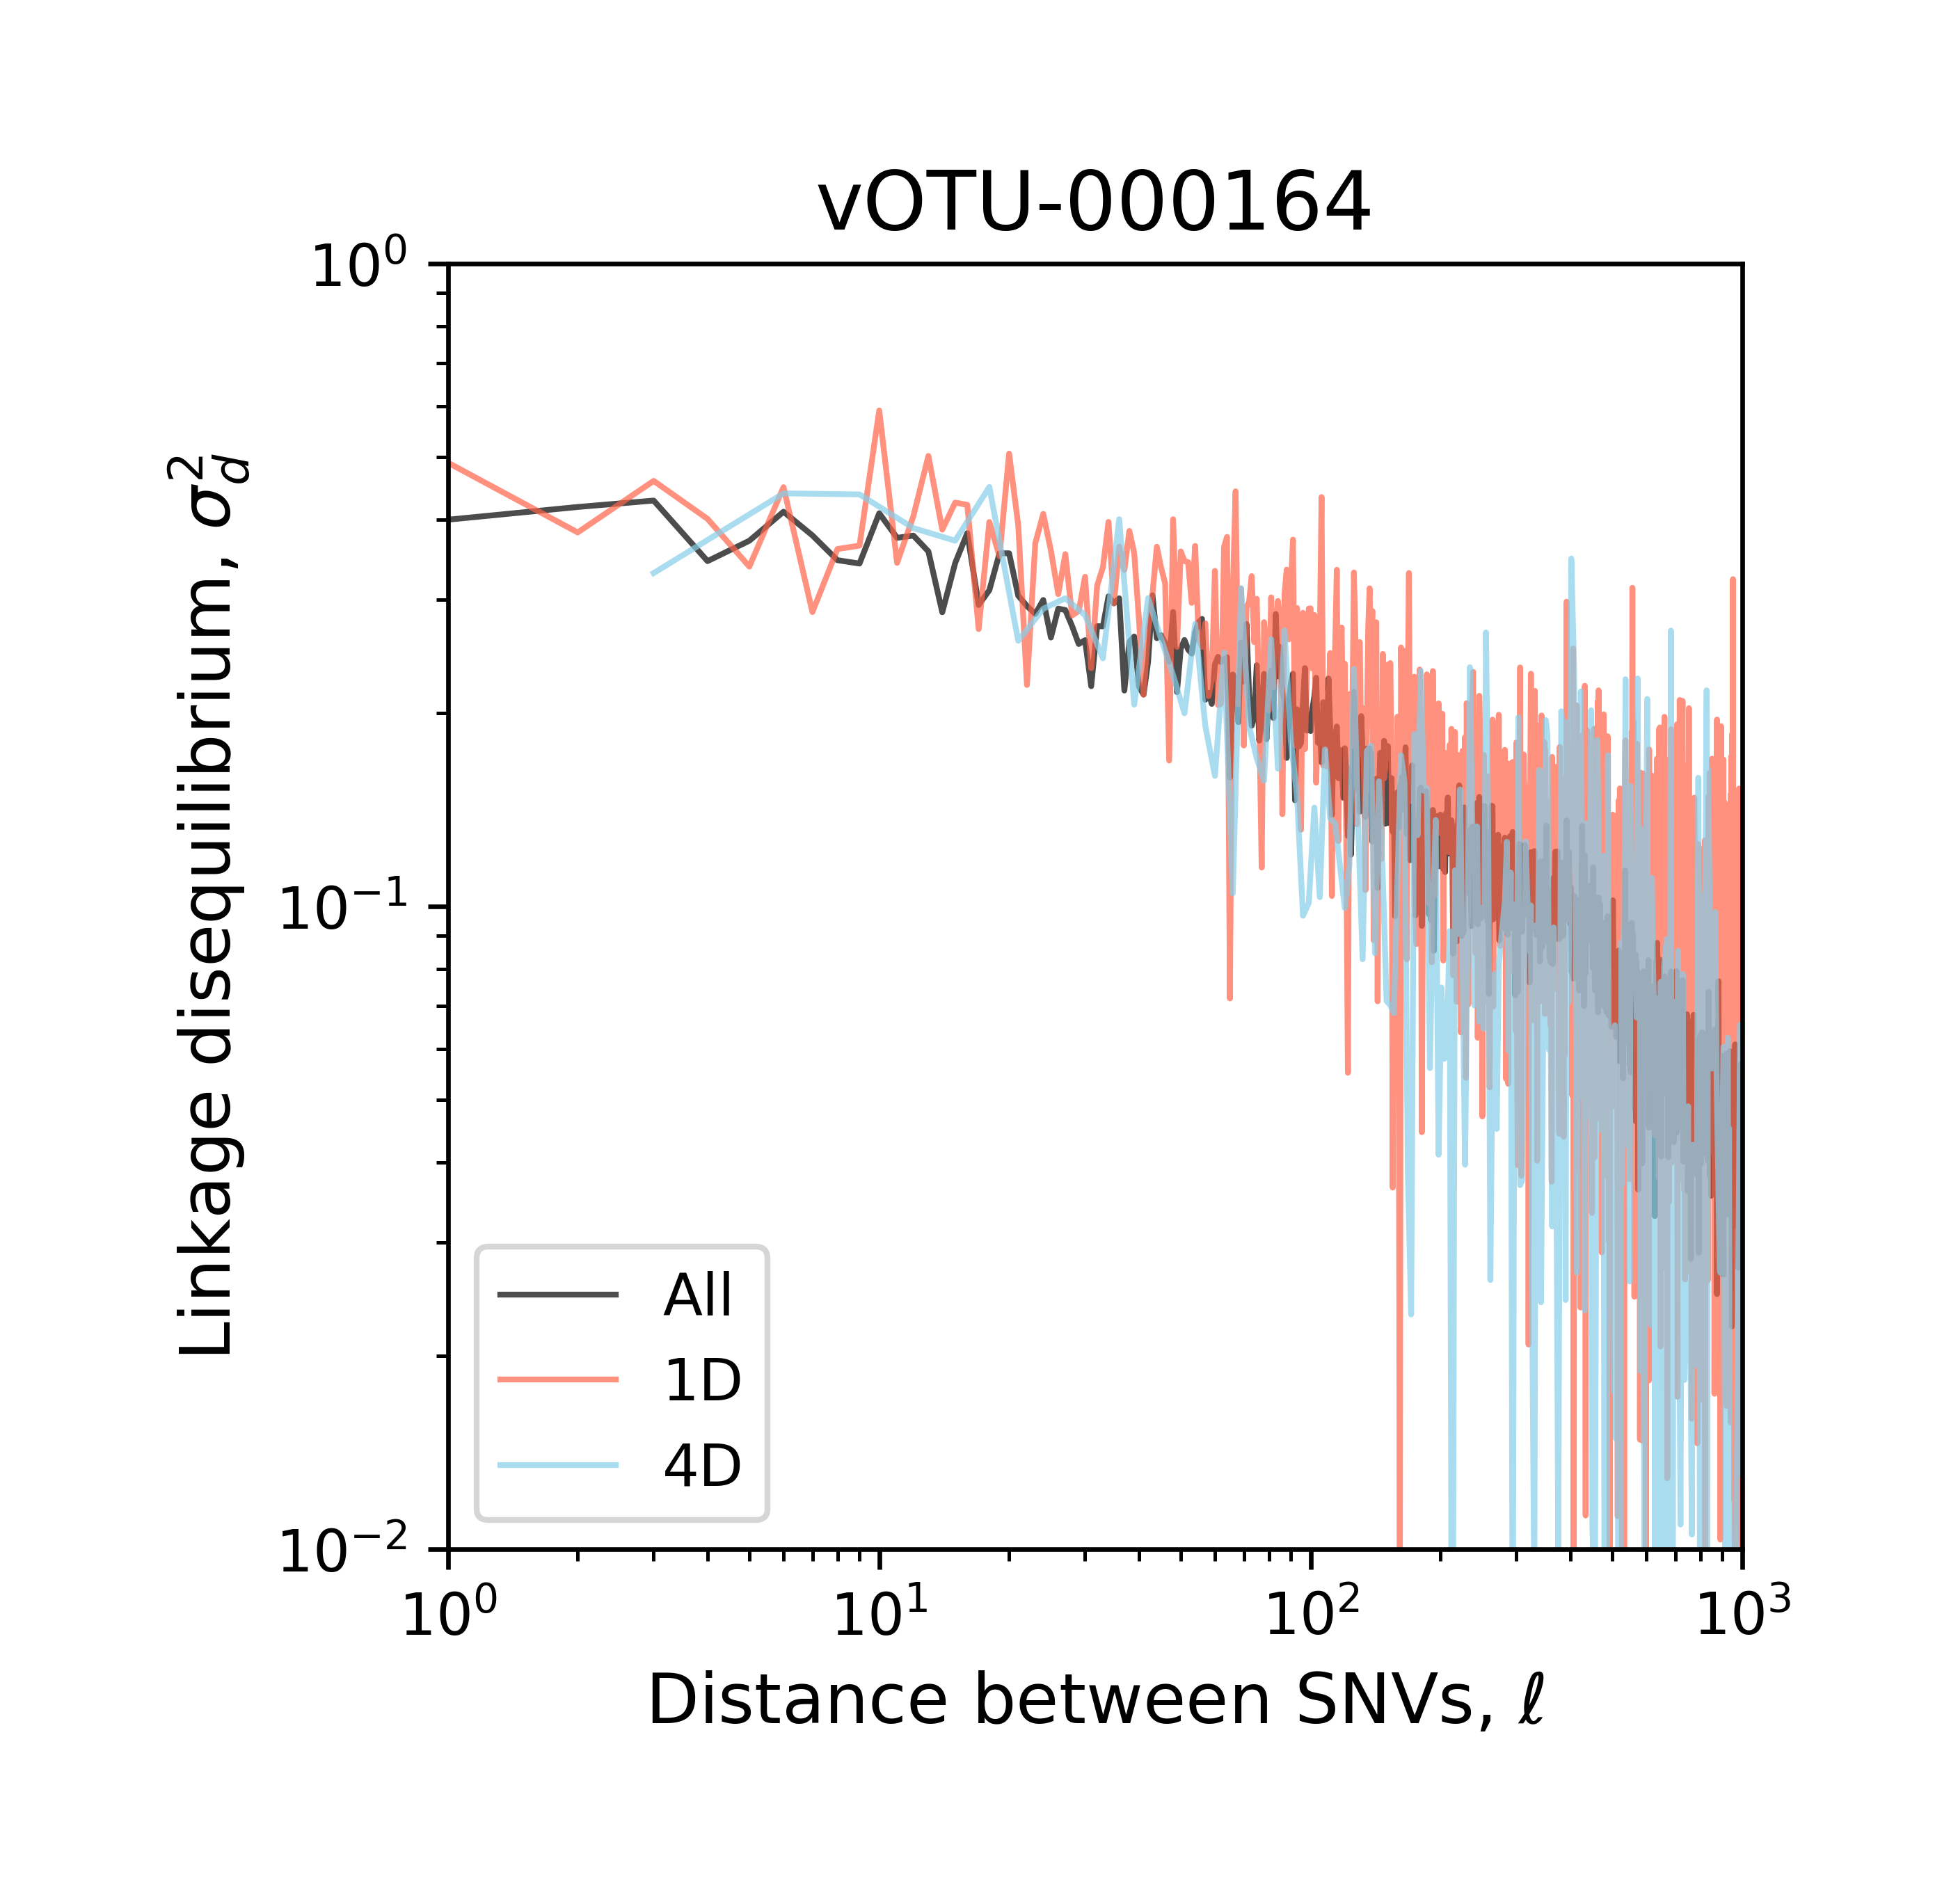 vOTU-000164
10⁰
10⁻¹
10⁻²
Linkage disequilibrium, σ²_d
All
1D
4D
10⁰ 10¹ 10² 10³
Distance between SNVs, ℓ